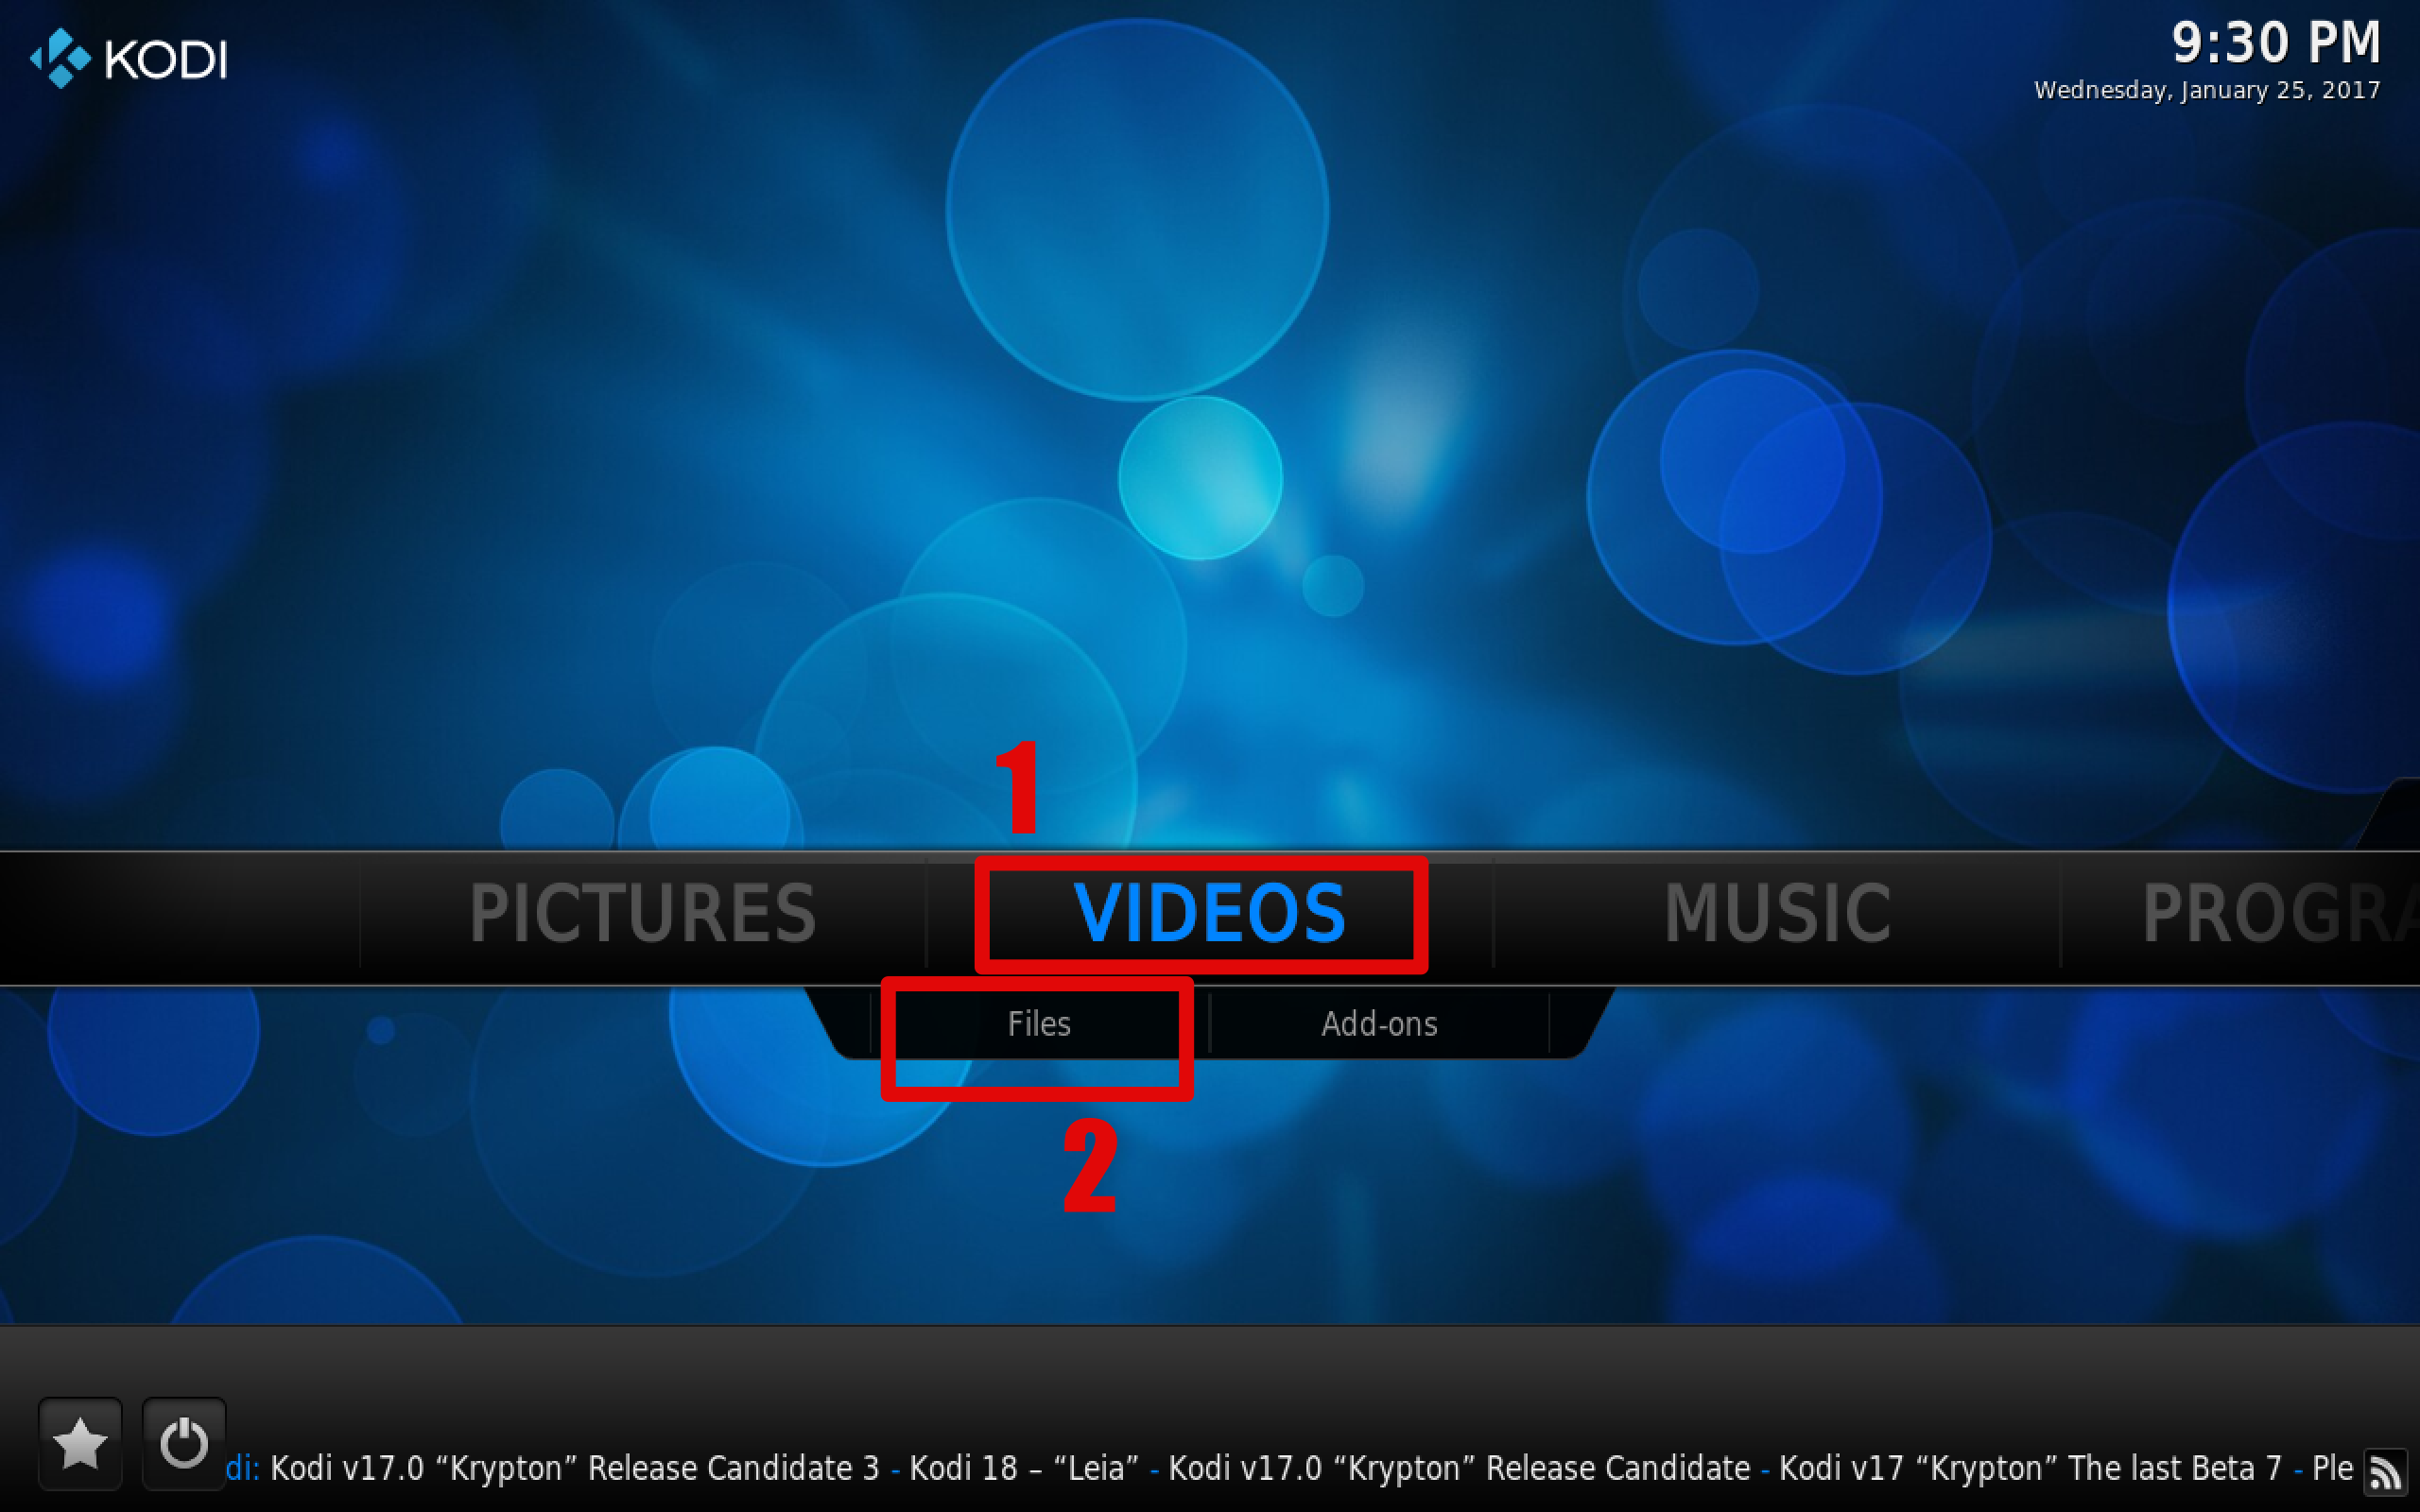 KODI
9:30 PM
Wednesday, January 25, 2017
1
PICTURES VIDEOS MUSIC PROGRA
Files Add-ons
2
di: Kodi v17.0 “Krypton” Release Candidate 3 - Kodi 18 – “Leia” - Kodi v17.0 “Krypton” Release Candidate - Kodi v17 “Krypton” The last Beta 7 - Ple